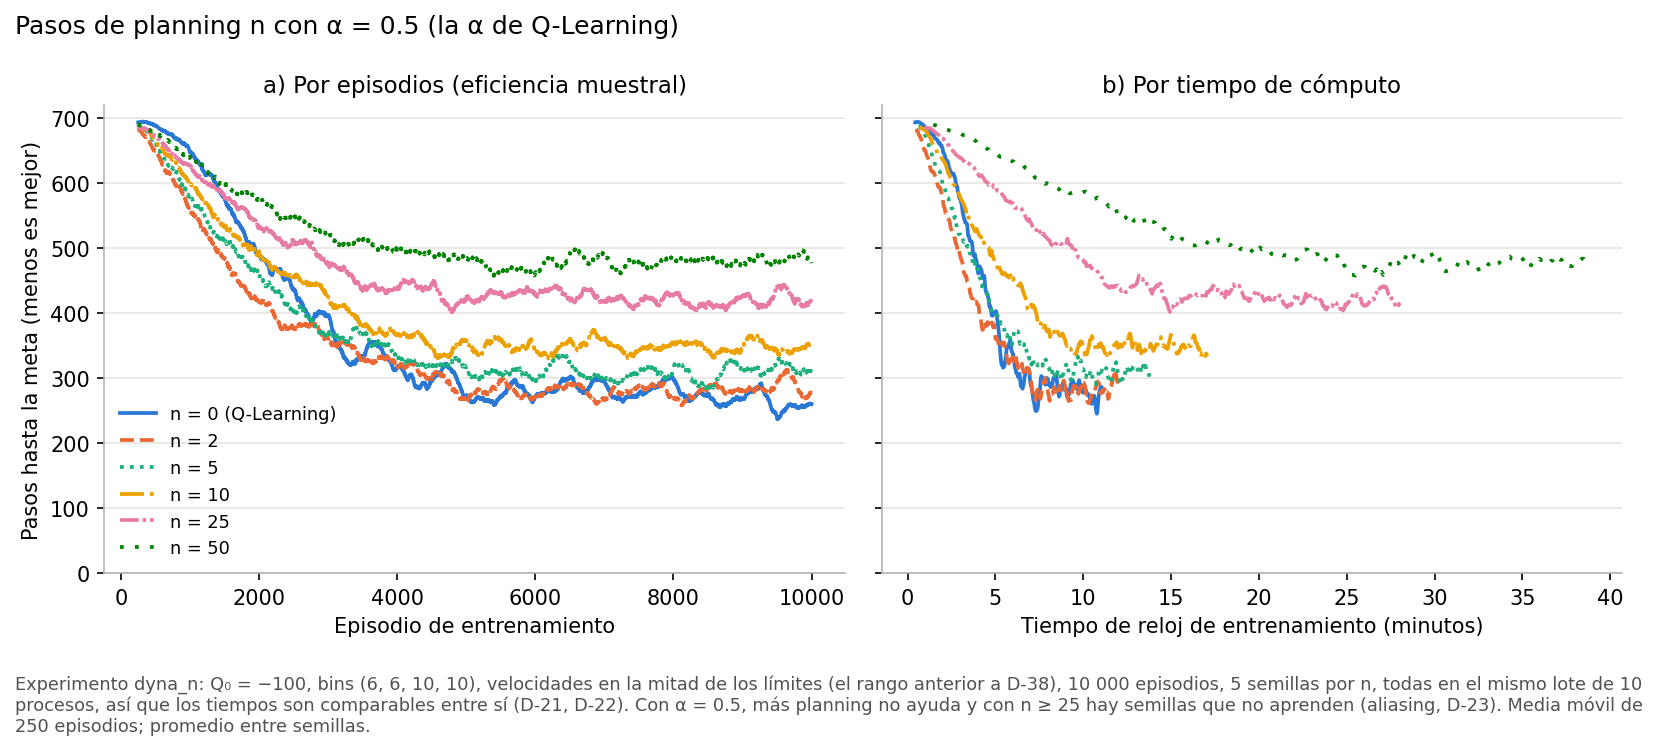 Pasos de planning n con α = 0.5 (la α de Q-Learning)
a) Por episodios (eficiencia muestral)
Pasos hasta la meta (menos es mejor)
700
600
500
400
300
200
100
0
n = 0 (Q-Learning)
n = 2
n = 5
n = 10
n = 25
n = 50
0 2000 4000 6000 8000 10000
Episodio de entrenamiento
b) Por tiempo de cómputo
0 5 10 15 20 25 30 35 40
Tiempo de reloj de entrenamiento (minutos)
Experimento dyna_n: Q₀ = −100, bins (6, 6, 10, 10), velocidades en la mitad de los límites (el rango anterior a D-38), 10 000 episodios, 5 semillas por n, todas en el mismo lote de 10
procesos, así que los tiempos son comparables entre sí (D-21, D-22). Con α = 0.5, más planning no ayuda y con n ≥ 25 hay semillas que no aprenden (aliasing, D-23). Media móvil de
250 episodios; promedio entre semillas.